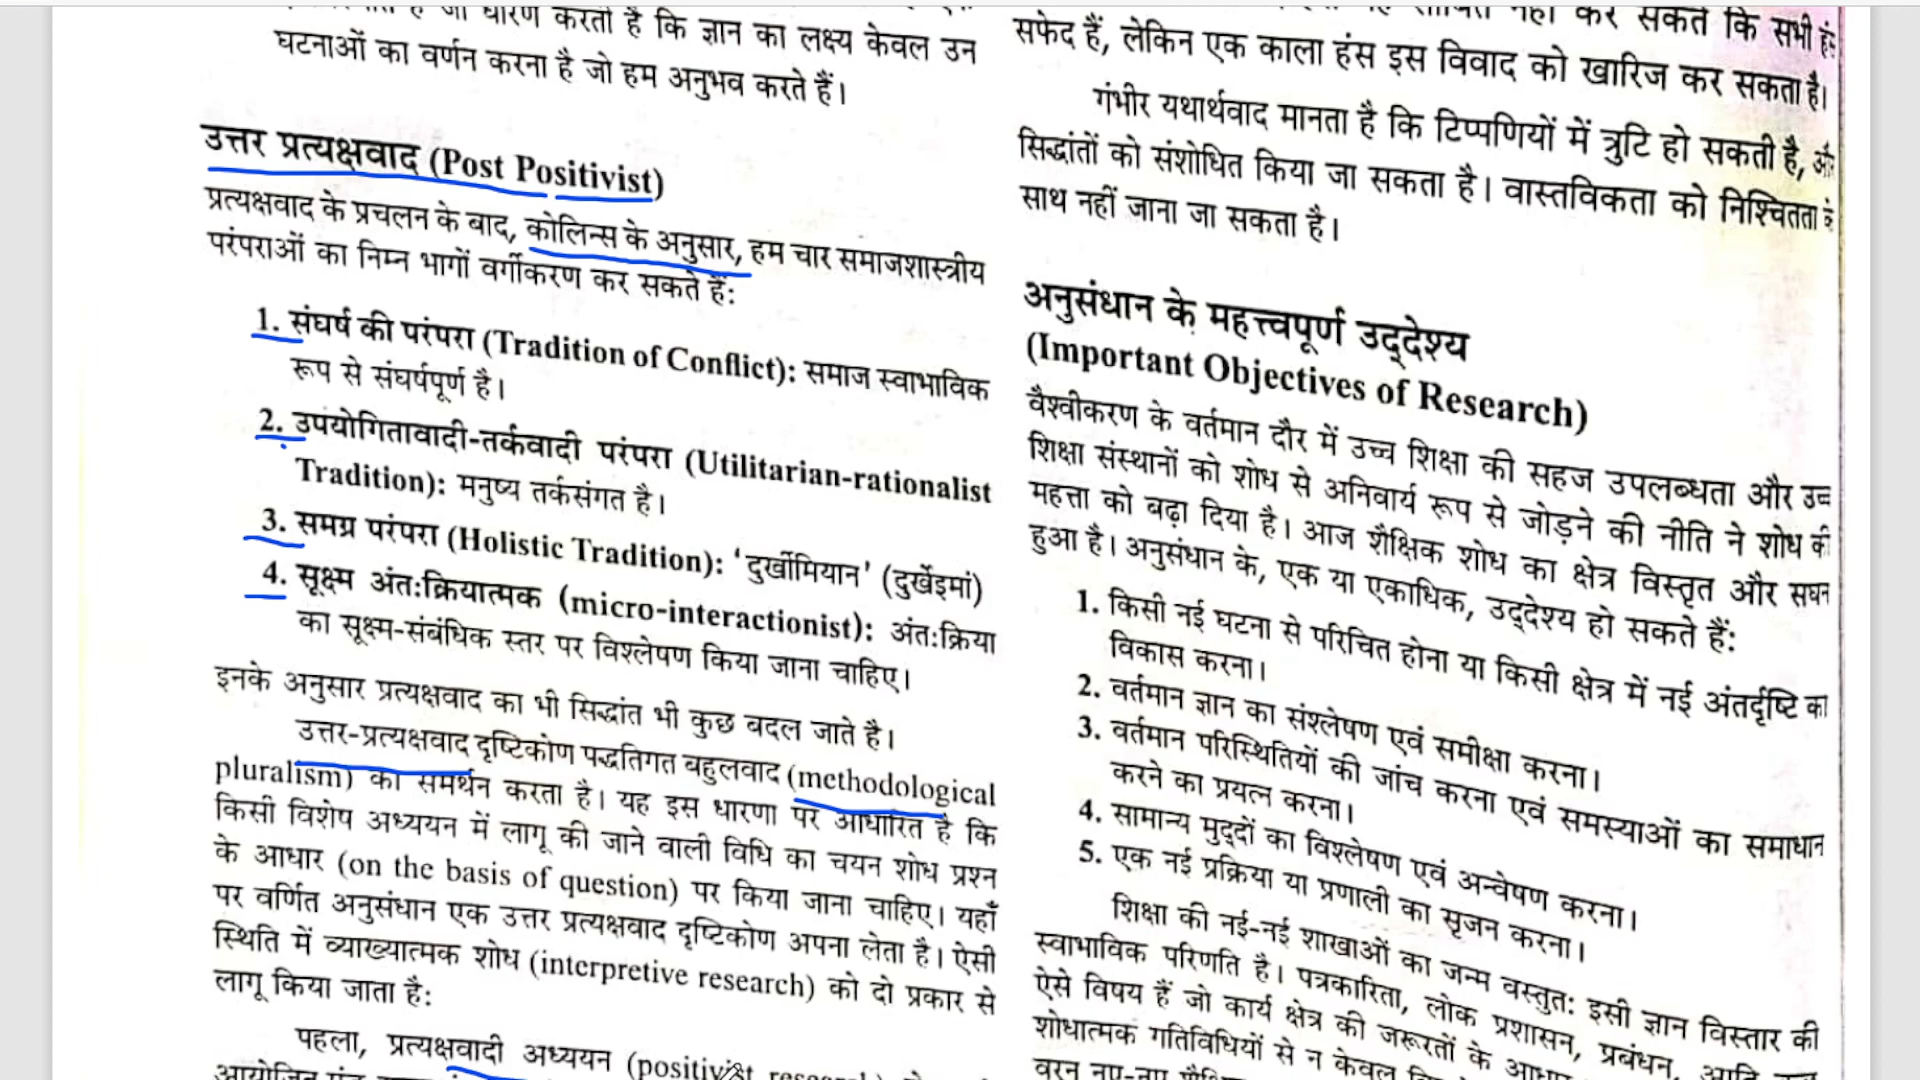 घटनाओं का वर्णन करना है जो हम अनुभव करते हैं।
उत्तर प्रत्यक्षवाद (Post Positivist)
प्रत्यक्षवाद के प्रचलन के बाद, कोलिन्स के अनुसार, हम चार समाजशास्त्रीय
परंपराओं का निम्न भागों वर्गीकरण कर सकते हैं:
1. संघर्ष की परंपरा (Tradition of Conflict): समाज स्वाभाविक
रूप से संघर्षपूर्ण है।
2. उपयोगितावादी-तर्कवादी परंपरा (Utilitarian-rationalist
Tradition): मनुष्य तर्कसंगत है।
3. समग्र परंपरा (Holistic Tradition): ‘दुर्खीमियान’ (दुर्खेइमां)
4. सूक्ष्म अंत:क्रियात्मक (micro-interactionist): अंत:क्रिया
का सूक्ष्म-संबंधिक स्तर पर विश्लेषण किया जाना चाहिए।
इनके अनुसार प्रत्यक्षवाद का भी सिद्धांत भी कुछ बदल जाते है।
उत्तर-प्रत्यक्षवाद दृष्टिकोण पद्धतिगत बहुलवाद (methodological
pluralism) का समर्थन करता है। यह इस धारणा पर आधारित है कि
किसी विशेष अध्ययन में लागू की जाने वाली विधि का चयन शोध प्रश्न
के आधार (on the basis of question) पर किया जाना चाहिए। यहाँ
पर वर्णित अनुसंधान एक उत्तर प्रत्यक्षवाद दृष्टिकोण अपना लेता है। ऐसी
स्थिति में व्याख्यात्मक शोध (interpretive research) को दो प्रकार से
लागू किया जाता है:
पहला, प्रत्यक्षवादी अध्ययन (positivist
सफेद हैं, लेकिन एक काला हंस इस विवाद को खारिज कर सकता है।
गंभीर यथार्थवाद मानता है कि टिप्पणियों में त्रुटि हो सकती है, और
सिद्धांतों को संशोधित किया जा सकता है। वास्तविकता को निश्चितता के
साथ नहीं जाना जा सकता है।
अनुसंधान के महत्त्वपूर्ण उद्देश्य
(Important Objectives of Research)
वैश्वीकरण के वर्तमान दौर में उच्च शिक्षा की सहज उपलब्धता और उच्च
शिक्षा संस्थानों को शोध से अनिवार्य रूप से जोड़ने की नीति ने शोध की
महत्ता को बढ़ा दिया है। आज शैक्षिक शोध का क्षेत्र विस्तृत और सघन
हुआ है। अनुसंधान के, एक या एकाधिक, उद्देश्य हो सकते हैं:
1. किसी नई घटना से परिचित होना या किसी क्षेत्र में नई अंतर्दृष्टि का
विकास करना।
2. वर्तमान ज्ञान का संश्लेषण एवं समीक्षा करना।
3. वर्तमान परिस्थितियों की जांच करना एवं समस्याओं का समाधान
करने का प्रयत्न करना।
4. सामान्य मुद्दों का विश्लेषण एवं अन्वेषण करना।
5. एक नई प्रक्रिया या प्रणाली का सृजन करना।
शिक्षा की नई-नई शाखाओं का जन्म वस्तुत: इसी ज्ञान विस्तार की
स्वाभाविक परिणति है। पत्रकारिता, लोक प्रशासन, प्रबंधन,
ऐसे विषय हैं जो कार्य क्षेत्र की जरूरतों के
शोधात्मक गतिविधियों से न केवल